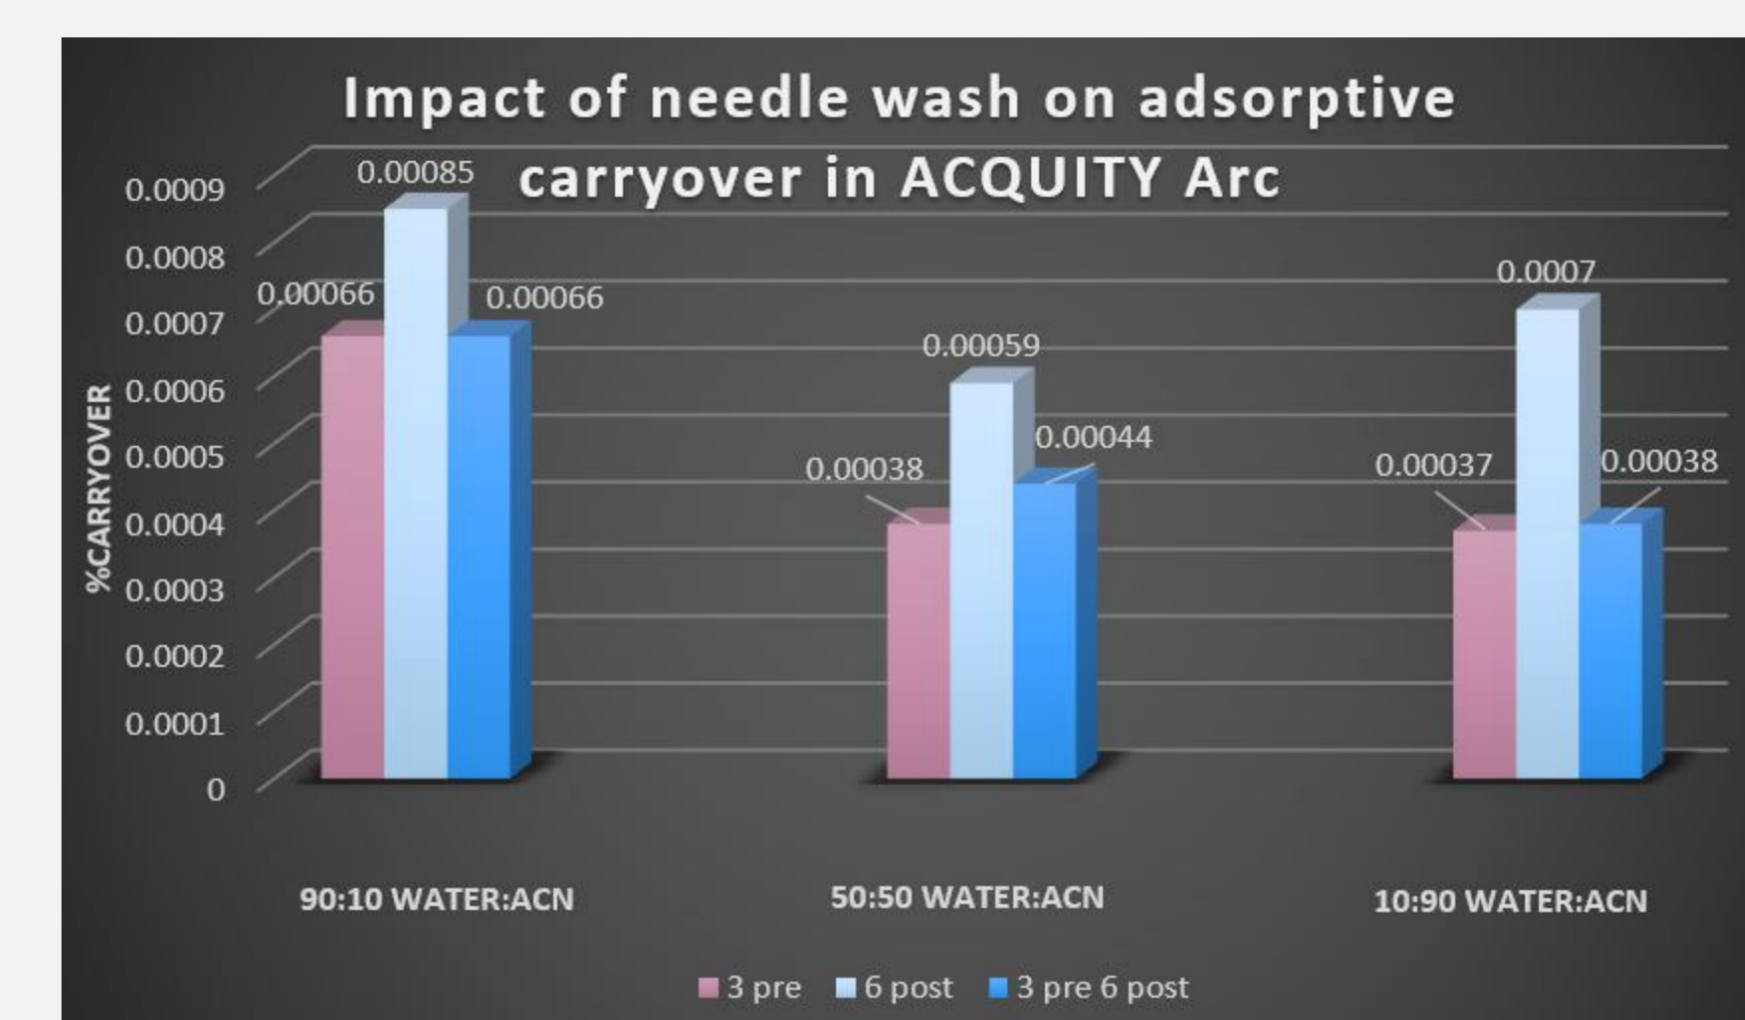 Impact of needle wash on adsorptive
carryover in ACQUITY Arc
%CARRYOVER
0.0009
0.0008
0.0007
0.0006
0.0005
0.0004
0.0003
0.0002
0.0001
0
0.00066
0.00085
0.00066
0.00038
0.00059
0.00044
0.00037
0.0007
0.00038
90:10 WATER:ACN
50:50 WATER:ACN
10:90 WATER:ACN
3 pre
6 post
3 pre 6 post